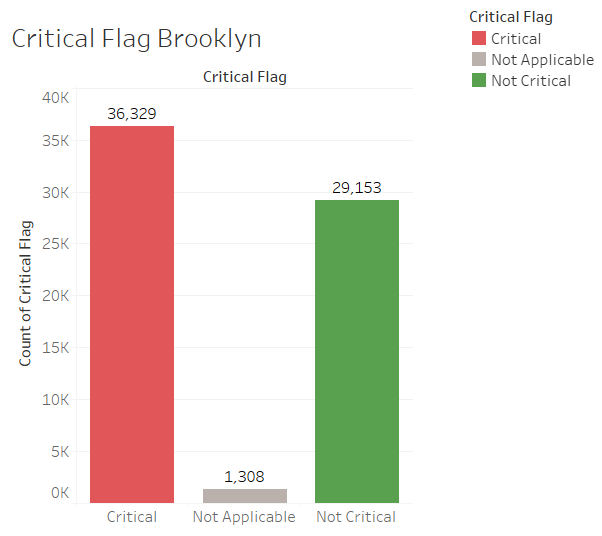 Critical Flag Brooklyn
Critical Flag
Critical
Not Applicable
Not Critical
Critical Flag
Count of Critical Flag
40K
35K
30K
25K
20K
15K
10K
5K
0K
36,329
1,308
29,153
Critical
Not Applicable
Not Critical